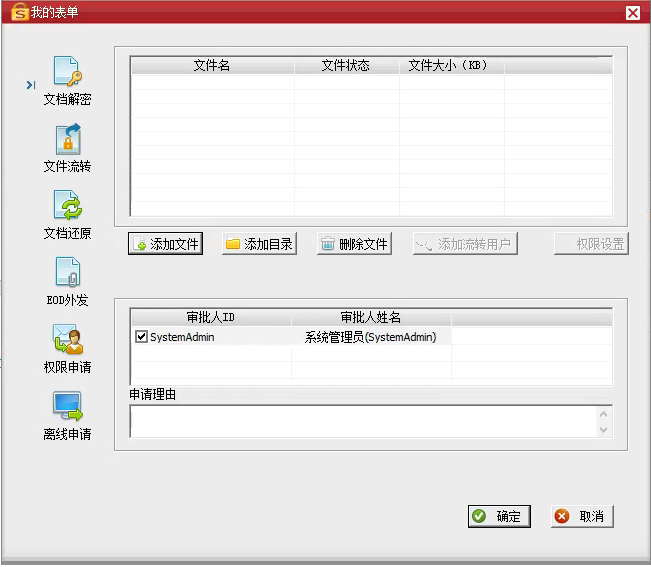 我的表单
文档解密
文件流转
文档还原
EOD外发
权限申请
离线申请
文件名 文件状态 文件大小（KB）
添加文件 添加目录 删除文件 添加流转用户 权限设置
审批人ID 审批人姓名
SystemAdmin 系统管理员(SystemAdmin)
申请理由
确定 取消